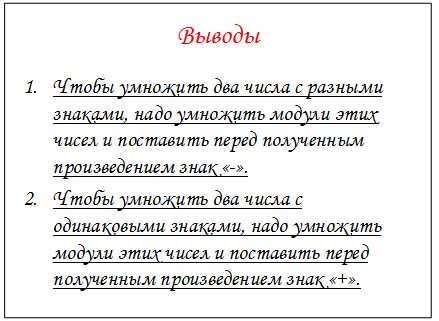 Выводы
1. Чтобы умножить два числа с разными
знаками, надо умножить модули этих
чисел и поставить перед полученным
произведением знак «-».
2. Чтобы умножить два числа с
одинаковыми знаками, надо умножить
модули этих чисел и поставить перед
полученным произведением знак «+».